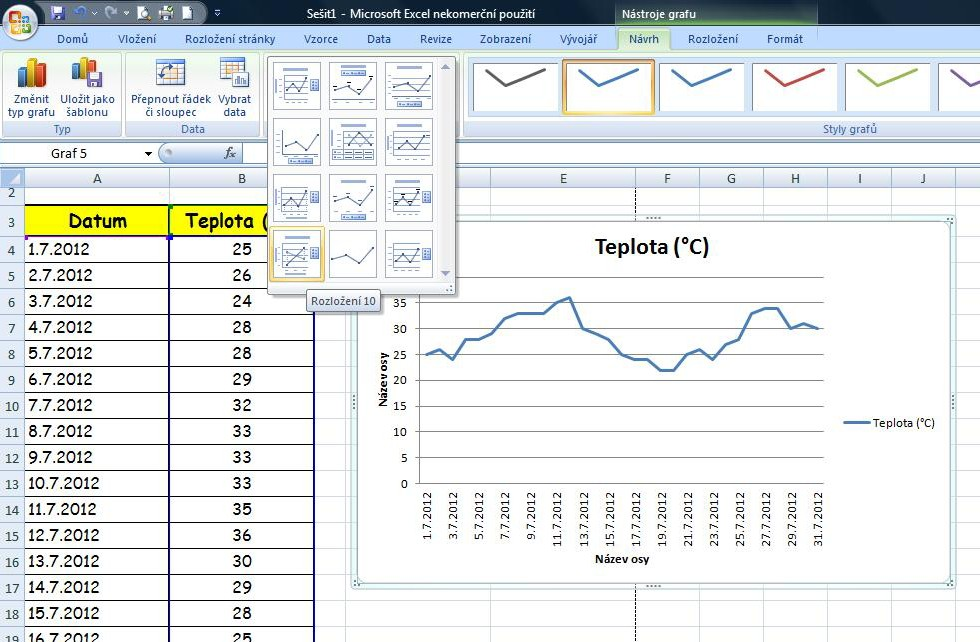 Sešit1 - Microsoft Excel nekomerční použití
Nástroje grafu
Domů Vložení Rozložení stránky Vzorce Data Revize Zobrazení Vývojář Návrh Rozložení Formát
Změnit typ grafu
Uložit jako šablonu
Přepnout řádek či sloupec
Vybrat data
Typ
Data
Styly grafů
Graf 5
fx
A B E F G H I J
2
3 Datum Teplota (
4 1.7.2012 25
5 2.7.2012 26
6 3.7.2012 24
7 4.7.2012 28
8 5.7.2012 28
9 6.7.2012 29
10 7.7.2012 32
11 8.7.2012 33
12 9.7.2012 33
13 10.7.2012 33
14 11.7.2012 35
15 12.7.2012 36
16 13.7.2012 30
17 14.7.2012 29
18 15.7.2012 28
19 16.7.2012 25
Rozložení 10
Teplota (°C)
35
30
25
20
15
10
5
0
Název osy
1.7.2012
3.7.2012
5.7.2012
7.7.2012
9.7.2012
11.7.2012
13.7.2012
15.7.2012
17.7.2012
19.7.2012
21.7.2012
23.7.2012
25.7.2012
27.7.2012
29.7.2012
31.7.2012
Název osy
Teplota (°C)